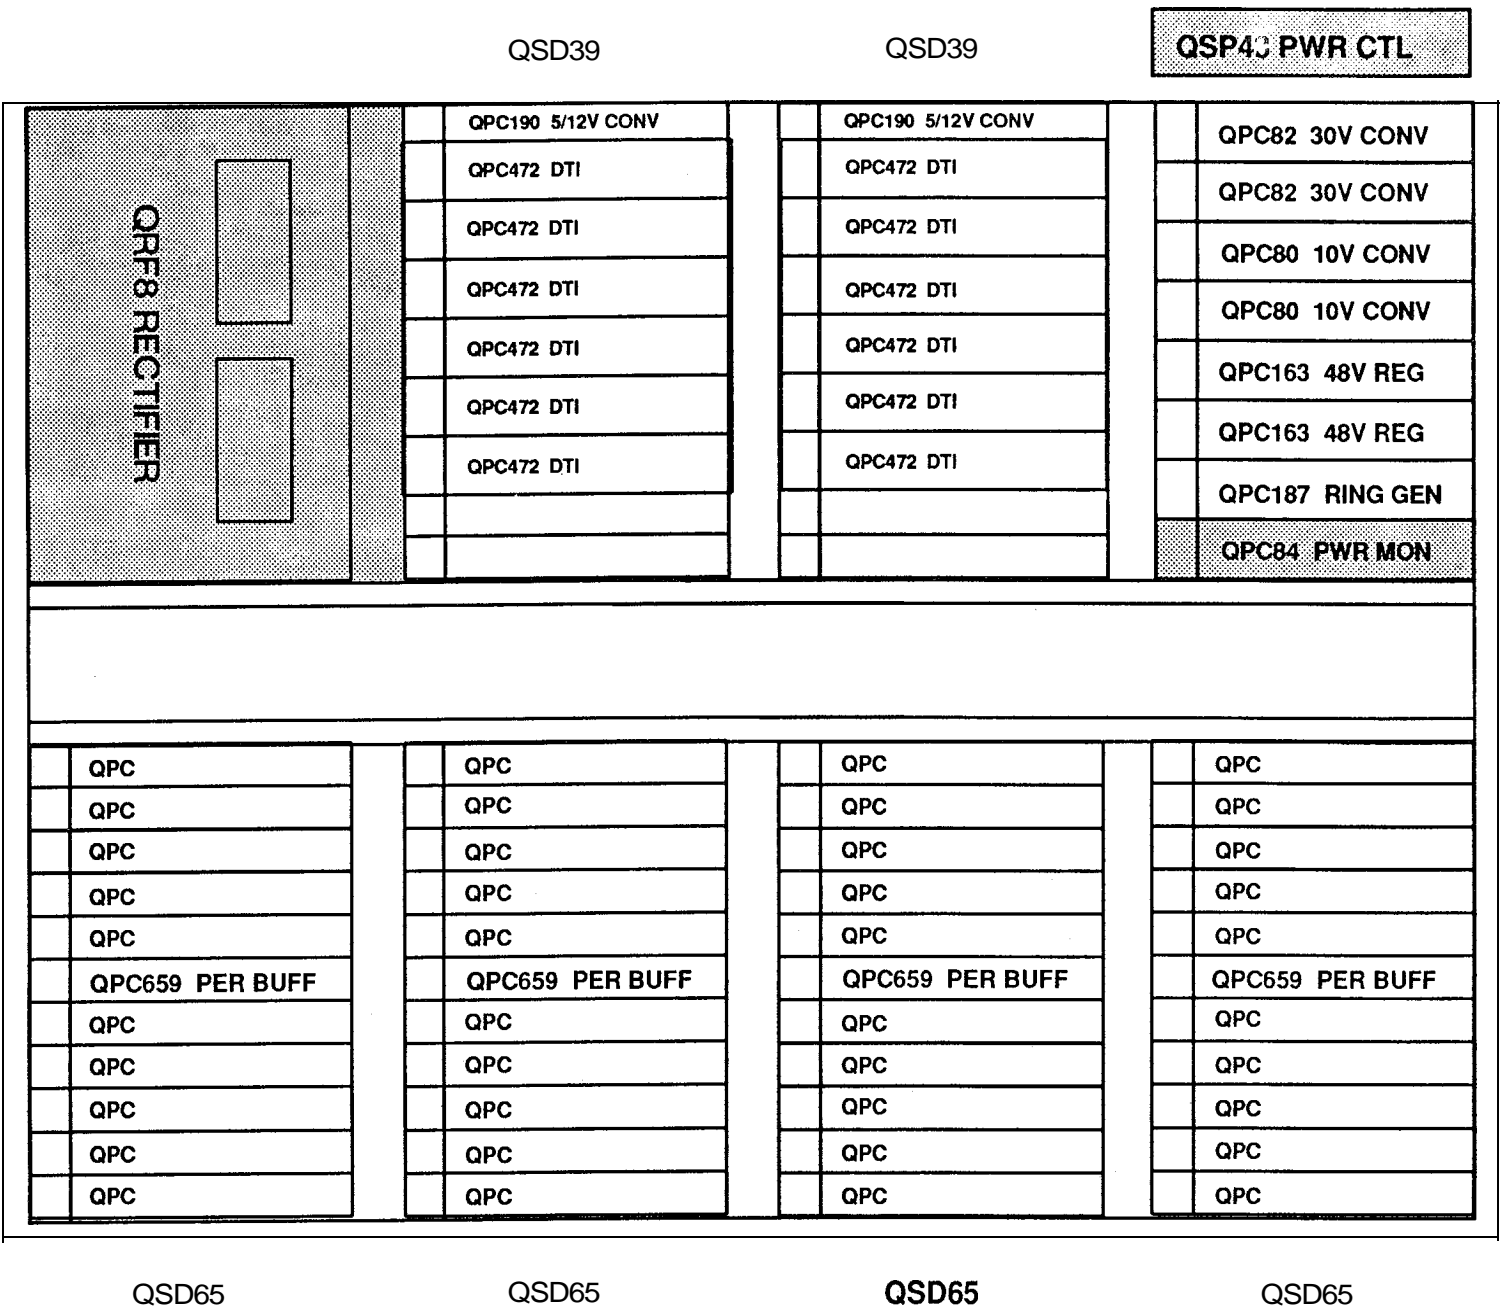 QSD39
QSD39
PWR CTL
QRF8 RECTIFIER
QPC190 5/12V CONV
QPC472 DTI
QPC472 DTI
QPC472 DTI
QPC472 DTI
QPC472 DTI
QPC472 DTI
QPC190 5/12V CONV
QPC472 DTI
QPC472 DTI
QPC472 DTI
QPC472 DTI
QPC472 DTI
QPC472 DTI
QPC82 30V CONV
QPC82 30V CONV
QPC80 10V CONV
QPC80 10V CONV
QPC163 48V REG
QPC163 48V REG
QPC187 RING GEN
QPC84 PWR MON
QPC
QPC
QPC
QPC
QPC
QPC659 PER BUFF
QPC
QPC
QPC
QPC
QPC
QPC
QPC
QPC
QPC
QPC
QPC659 PER BUFF
QPC
QPC
QPC
QPC
QPC
QPC
QPC
QPC
QPC
QPC
QPC659 PER BUFF
QPC
QPC
QPC
QPC
QPC
QPC
QPC
QPC
QPC
QPC
QPC659 PER BUFF
QPC
QPC
QPC
QPC
QPC
QSD65
QSD65
QSD65
QSD65